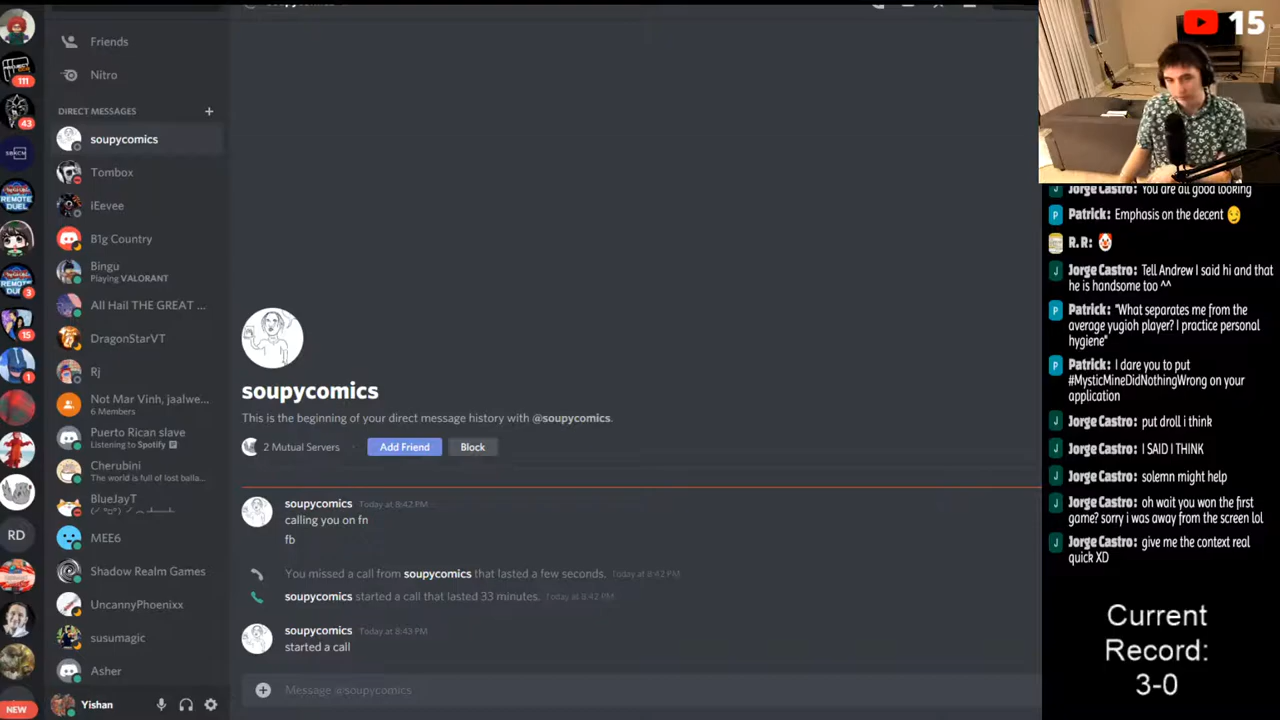 soupycomics
15
111
43
SBXCM
REMOTE
DUEL
3
15
1
RD
NEW
Friends
Nitro
DIRECT MESSAGES +
soupycomics
Tombox
iEevee
B1g Country
Bingu
Playing VALORANT
All Hail THE GREAT ...
DragonStarVT
Rj
Not Mar Vinh, jaalwe...
6 Members
Puerto Rican slave
Listening to Spotify
Cherubini
The world is full of lost balla...
BlueJayT
MEE6
Shadow Realm Games
UncannyPhoenixx
susumagic
Asher
Yishan
soupycomics
This is the beginning of your direct message history with @soupycomics.
2 Mutual Servers
Add Friend
Block
soupycomics Today at 8:42 PM
calling you on fn
fb
You missed a call from soupycomics that lasted a few seconds. Today at 8:42 PM
soupycomics started a call that lasted 33 minutes. Today at 8:42 PM
soupycomics Today at 8:43 PM
started a call
Message @soupycomics
J Jorge Castro: You are all good looking
P Patrick: Emphasis on the decent 😏
R. R: 🤡
J Jorge Castro: Tell Andrew I said hi and that
he is handsome too ^^
P Patrick: "What separates me from the
average yugioh player? I practice personal
hygiene"
P Patrick: I dare you to put
#MysticMineDidNothingWrong on your
application
J Jorge Castro: put droll i think
J Jorge Castro: I SAID I THINK
J Jorge Castro: solemn might help
J Jorge Castro: oh wait you won the first
game? sorry i was away from the screen lol
J Jorge Castro: give me the context real
quick XD
Current
Record:
3-0